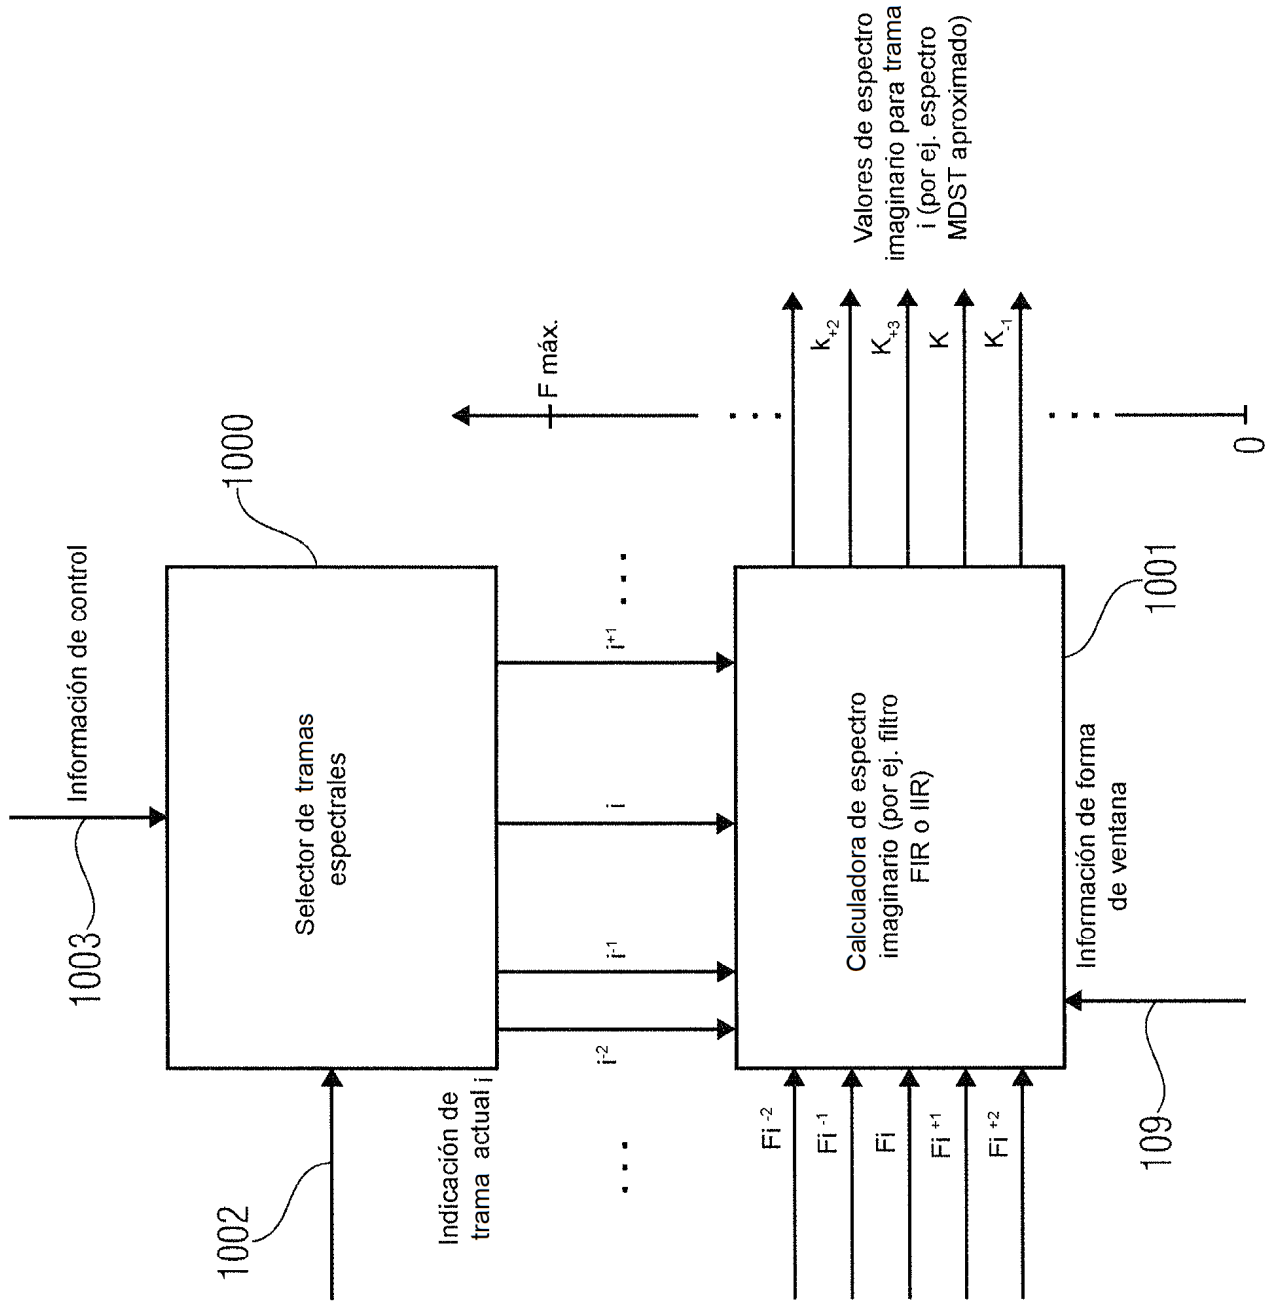 Información de control
1003
1000
Selector de tramas
espectrales
1002
Indicación de
trama actual i
i-2
i-1
i
i+1
F máx.
0
Fi -2
Fi -1
Fi
Fi +1
Fi +2
Calculadora de espectro
imaginario (por ej. filtro
FIR o IIR)
k+2
K+3
K
K-1
Valores de espectro
imaginario para trama
i (por ej. espectro
MDST aproximado)
Información de forma
de ventana
109
1001